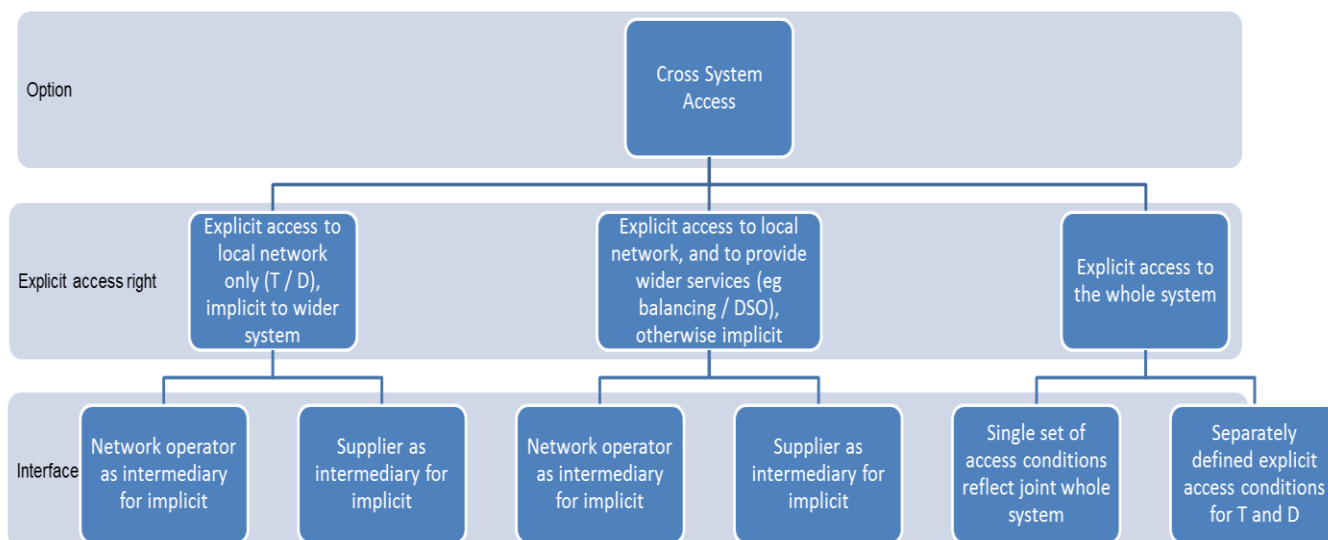 Option
Cross System
Access
Explicit access right
Explicit access to
local network
only (T / D),
implicit to wider
system
Explicit access to local
network, and to provide
wider services (eg
balancing / DSO),
otherwise implicit
Explicit access to
the whole system
Interface
Network operator
as intermediary
for implicit
Supplier as
intermediary for
implicit
Network operator
as intermediary
for implicit
Supplier as
intermediary for
implicit
Single set of
access conditions
reflect joint whole
system
Separately
defined explicit
access conditions
for T and D